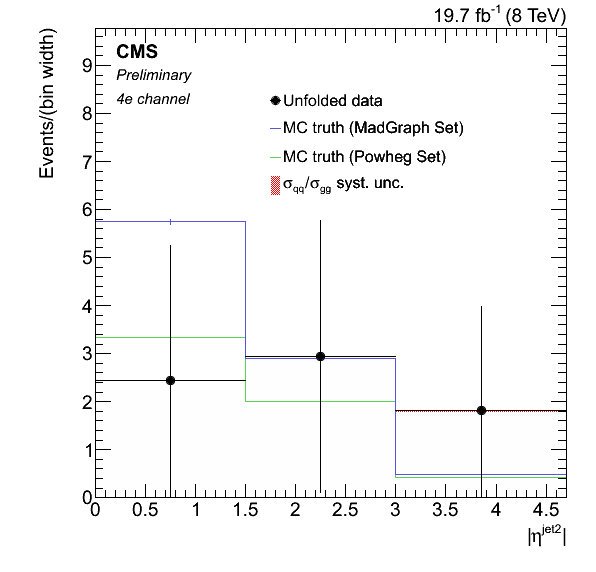 19.7 fb⁻¹ (8 TeV)
CMS
Preliminary
4e channel
Unfolded data
MC truth (MadGraph Set)
MC truth (Powheg Set)
σqq/σgg syst. unc.
Events/(bin width)
9
8
7
6
5
4
3
2
1
0
0 0.5 1 1.5 2 2.5 3 3.5 4 4.5
|η^jet2|